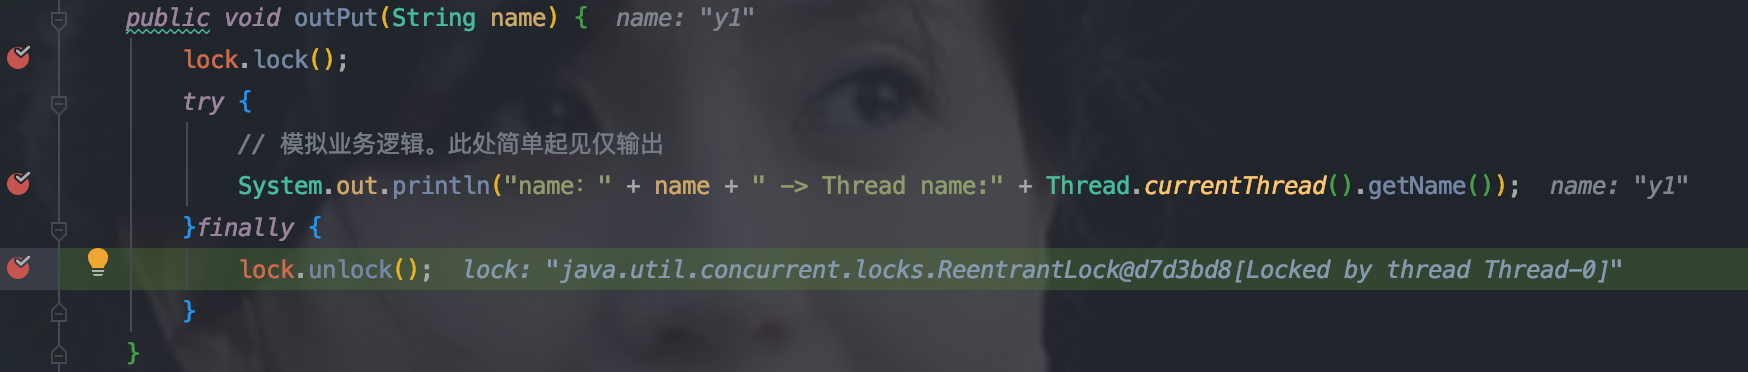 public void outPut(String name) {  name: "y1"
lock.lock();
try {
// 模拟业务逻辑。此处简单起见仅输出
System.out.println("name: " + name + " -> Thread name:" + Thread.currentThread().getName());  name: "y1"
}finally {
lock.unlock();  lock: "java.util.concurrent.locks.ReentrantLock@d7d3bd8[Locked by thread Thread-0]"
}
}